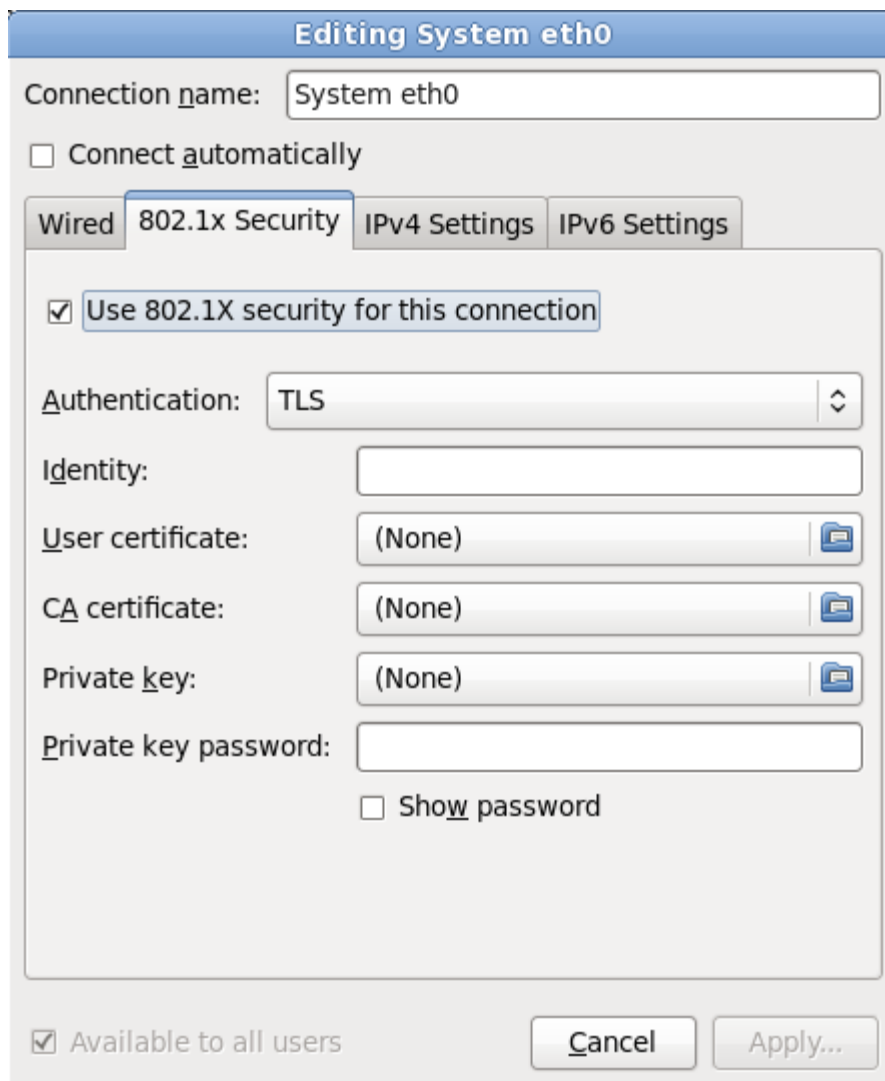 Editing System eth0
Connection name: System eth0
Connect automatically
Wired 802.1x Security IPv4 Settings IPv6 Settings
Use 802.1X security for this connection
Authentication: TLS
Identity:
User certificate: (None)
CA certificate: (None)
Private key: (None)
Private key password:
Show password
Available to all users Cancel Apply...